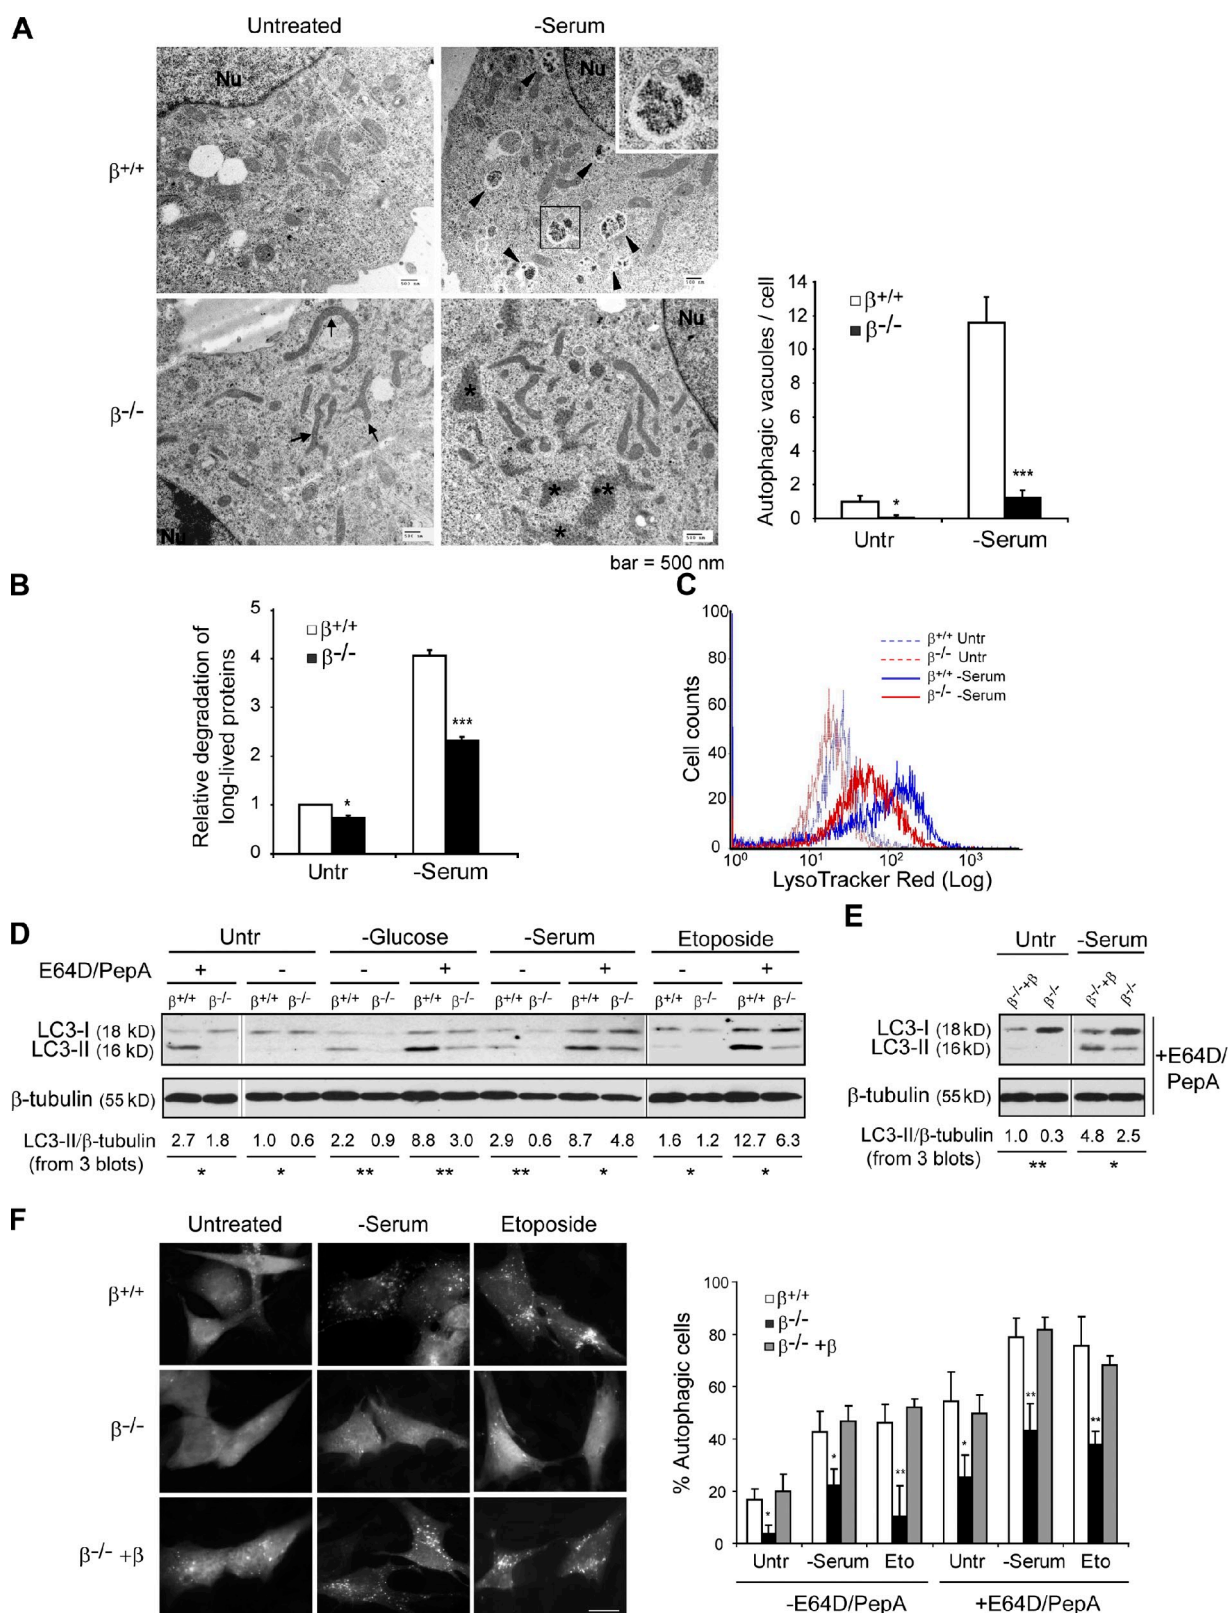 A
Untreated
-Serum
β+/+
β-/-
Nu
Nu
Nu
Nu
* * * *
bar = 500 nm
Autophagic vacuoles / cell
14
12
10
8
6
4
2
0
β+/+
β-/-
*
***
Untr
-Serum
B
Relative degradation of
long-lived proteins
5
4
3
2
1
0
β+/+
β-/-
*
***
Untr
-Serum
C
Cell counts
100
80
60
40
20
0
β+/+ Untr
β-/- Untr
β+/+ -Serum
β-/- -Serum
10⁰ 10¹ 10² 10³
LysoTracker Red (Log)
D
Untr -Glucose -Serum Etoposide
E64D/PepA + - - + - + - +
β+/+ β-/- β+/+ β-/- β+/+ β-/- β+/+ β-/- β+/+ β-/- β+/+ β-/- β+/+ β-/- β+/+ β-/-
LC3-I (18 kD)
LC3-II (16 kD)
β-tubulin (55 kD)
LC3-II/β-tubulin 2.7 1.8 1.0 0.6 2.2 0.9 8.8 3.0 2.9 0.6 8.7 4.8 1.6 1.2 12.7 6.3
(from 3 blots) * * ** ** ** * * *
E
Untr -Serum
β-/-+β β-/- β-/-+β β-/-
LC3-I (18kD)
LC3-II (16kD)
β-tubulin (55kD)
+E64D/
PepA
LC3-II/β-tubulin 1.0 0.3 4.8 2.5
(from 3 blots) ** *
F
Untreated -Serum Etoposide
β+/+
β-/-
β-/- +β
% Autophagic cells
100
80
60
40
20
0
β+/+
β-/-
β-/- +β
* * ** * ** **
Untr -Serum Eto Untr -Serum Eto
-E64D/PepA +E64D/PepA